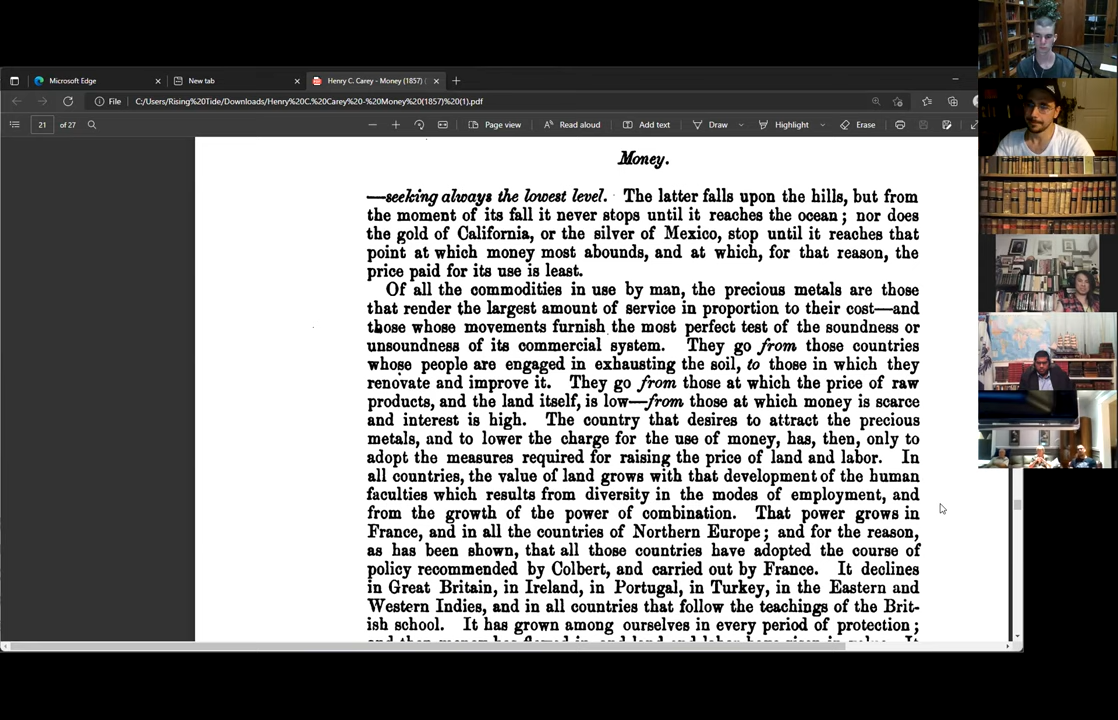 Microsoft Edge
New tab
Henry C. Carey - Money (1857) (
File
C:/Users/Rising%20Tide/Downloads/Henry%20C.%20Carey%20-%20Money%20(1857)%20(1).pdf
21 of 27
Page view
Read aloud
Add text
Draw
Highlight
Erase
Money.
—seeking always the lowest level. The latter falls upon the hills, but from
the moment of its fall it never stops until it reaches the ocean; nor does
the gold of California, or the silver of Mexico, stop until it reaches that
point at which money most abounds, and at which, for that reason, the
price paid for its use is least.
Of all the commodities in use by man, the precious metals are those
that render the largest amount of service in proportion to their cost—and
those whose movements furnish the most perfect test of the soundness or
unsoundness of its commercial system. They go from those countries
whose people are engaged in exhausting the soil, to those in which they
renovate and improve it. They go from those at which the price of raw
products, and the land itself, is low—from those at which money is scarce
and interest is high. The country that desires to attract the precious
metals, and to lower the charge for the use of money, has, then, only to
adopt the measures required for raising the price of land and labor. In
all countries, the value of land grows with that development of the human
faculties which results from diversity in the modes of employment, and
from the growth of the power of combination. That power grows in
France, and in all the countries of Northern Europe; and for the reason,
as has been shown, that all those countries have adopted the course of
policy recommended by Colbert, and carried out by France. It declines
in Great Britain, in Ireland, in Portugal, in Turkey, in the Eastern and
Western Indies, and in all countries that follow the teachings of the Brit-
ish school. It has grown among ourselves in every period of protection;
and then money has flowed in, and land and labor have risen in value. It